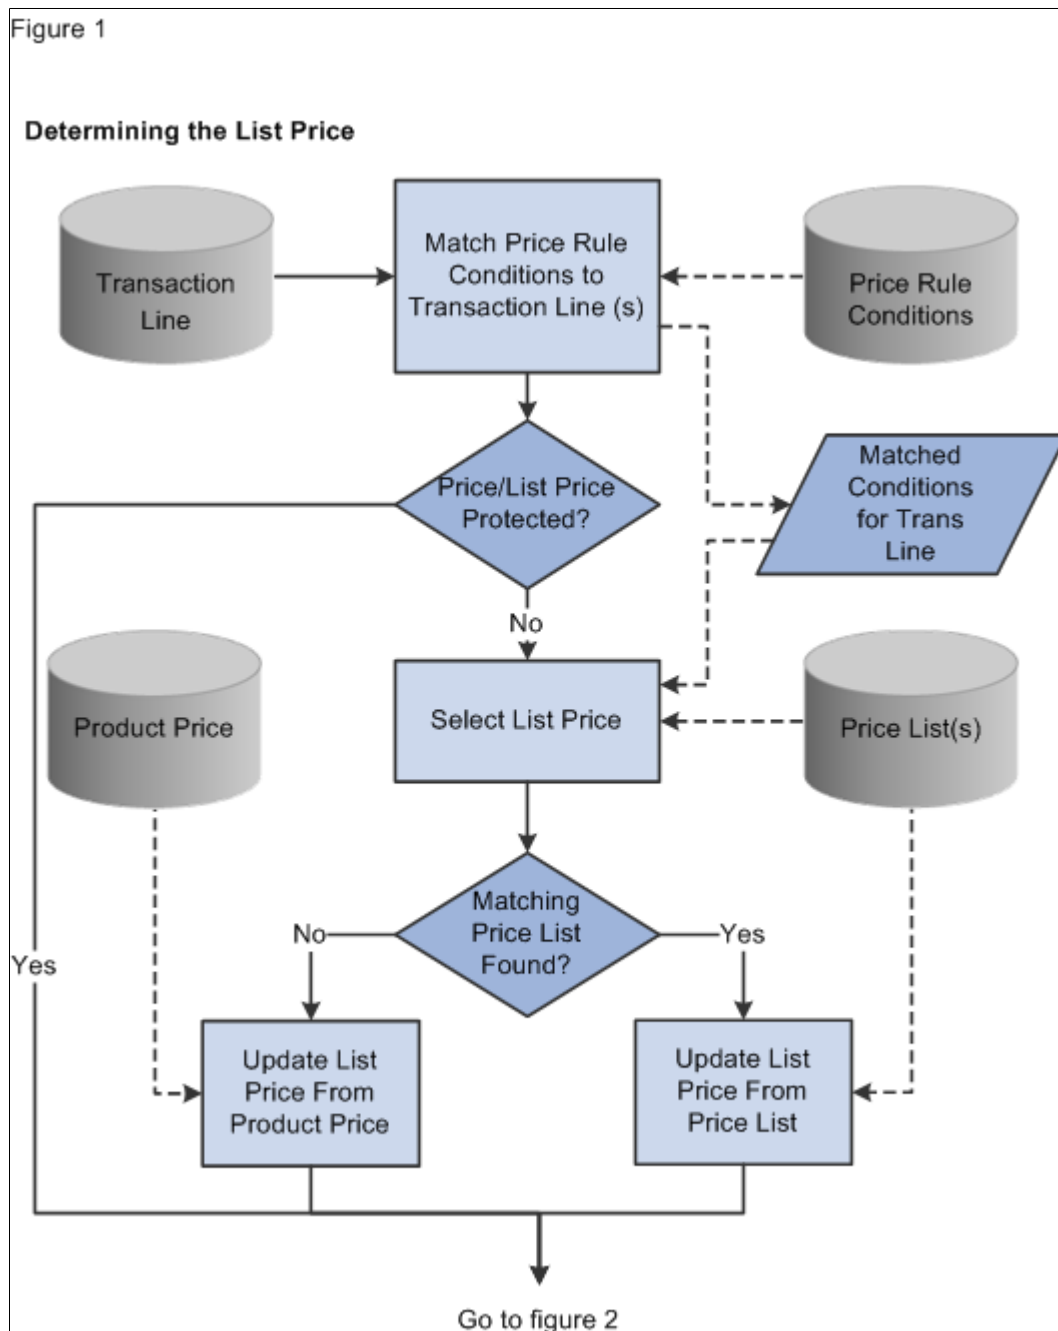 Figure 1
Determining the List Price
Transaction
Line
Match Price Rule
Conditions to
Transaction Line (s)
Price Rule
Conditions
Price/List Price
Protected?
Matched
Conditions
for Trans
Line
No
Product Price
Select List Price
Price List(s)
Matching
Price List
Found?
No
Yes
Yes
Update List
Price From
Product Price
Update List
Price From
Price List
Go to figure 2